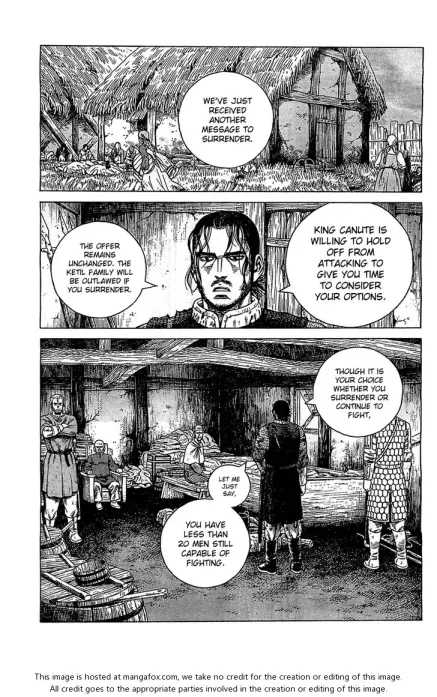 WE'VE JUST
RECEIVED
ANOTHER
MESSAGE TO
SURRENDER.
KING CANUTE IS
WILLING TO HOLD
OFF FROM
ATTACKING TO
GIVE YOU TIME
TO CONSIDER
YOUR OPTIONS.
THE OFFER
REMAINS
UNCHANGED. THE
KETIL FAMILY WILL
BE OUTLAWED IF
YOU SURRENDER.
THOUGH IT IS
YOUR CHOICE
WHETHER YOU
SURRENDER OR
CONTINUE TO
FIGHT,
LET ME
JUST
SAY,
YOU HAVE
LESS THAN
20 MEN STILL
CAPABLE OF
FIGHTING.
This image is hosted at mangafox.com, we take no credit for the creation or editing of this image.
All credit goes to the appropriate parties involved in the creation or editing of this image.